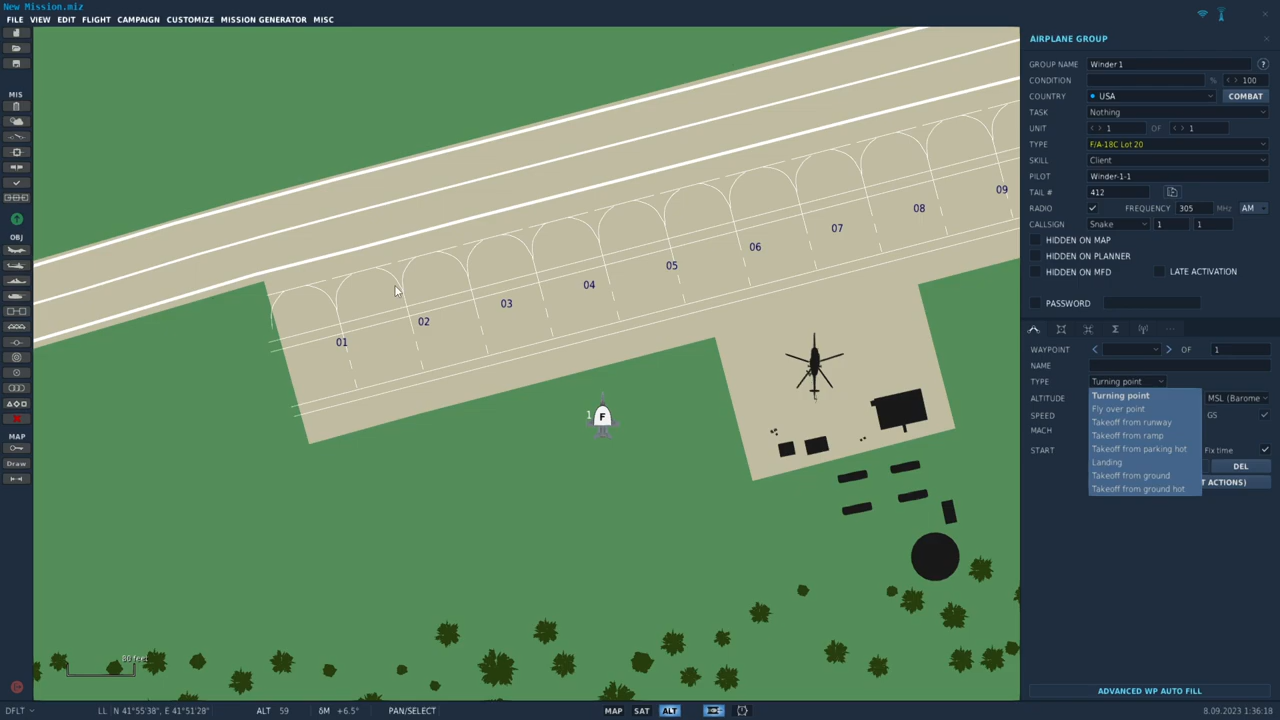 New Mission.miz
FILE VIEW EDIT FLIGHT CAMPAIGN CUSTOMIZE MISSION GENERATOR MISC
MIS
OBJ
MAP
Draw
01
02
03
04
05
06
07
08
09
1 F
80 feet
AIRPLANE GROUP
GROUP NAME Winder 1 ?
CONDITION % < > 100
COUNTRY USA COMBAT
TASK Nothing
UNIT < > 1 OF < > 1
TYPE F/A-18C Lot 20
SKILL Client
PILOT Winder-1-1
TAIL # 412
RADIO FREQUENCY 305 MHz AM
CALLSIGN Snake 1 1
HIDDEN ON MAP
HIDDEN ON PLANNER
HIDDEN ON MFD LATE ACTIVATION
PASSWORD
WAYPOINT < > OF 1
NAME
TYPE Turning point
ALTITUDE MSL (Barome
SPEED GS
MACH
START Fix time
DEL
T ACTIONS)
Turning point
Fly over point
Takeoff from runway
Takeoff from ramp
Takeoff from parking hot
Landing
Takeoff from ground
Takeoff from ground hot
ADVANCED WP AUTO FILL
DFLT LL N 41°55'38", E 41°51'28" ALT 59 δM +6.5° PAN/SELECT MAP SAT ALT 8.09.2023 1:36:18